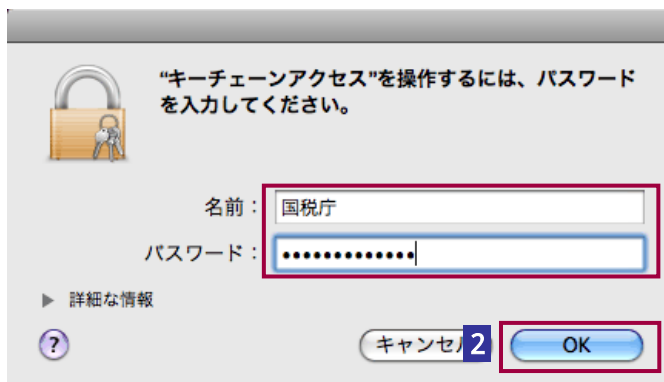 “キーチェーンアクセス”を操作するには、パスワード
を入力してください。
名前：国税庁
パスワード：•••••••••••••
▶ 詳細な情報
? キャンセル 2 OK